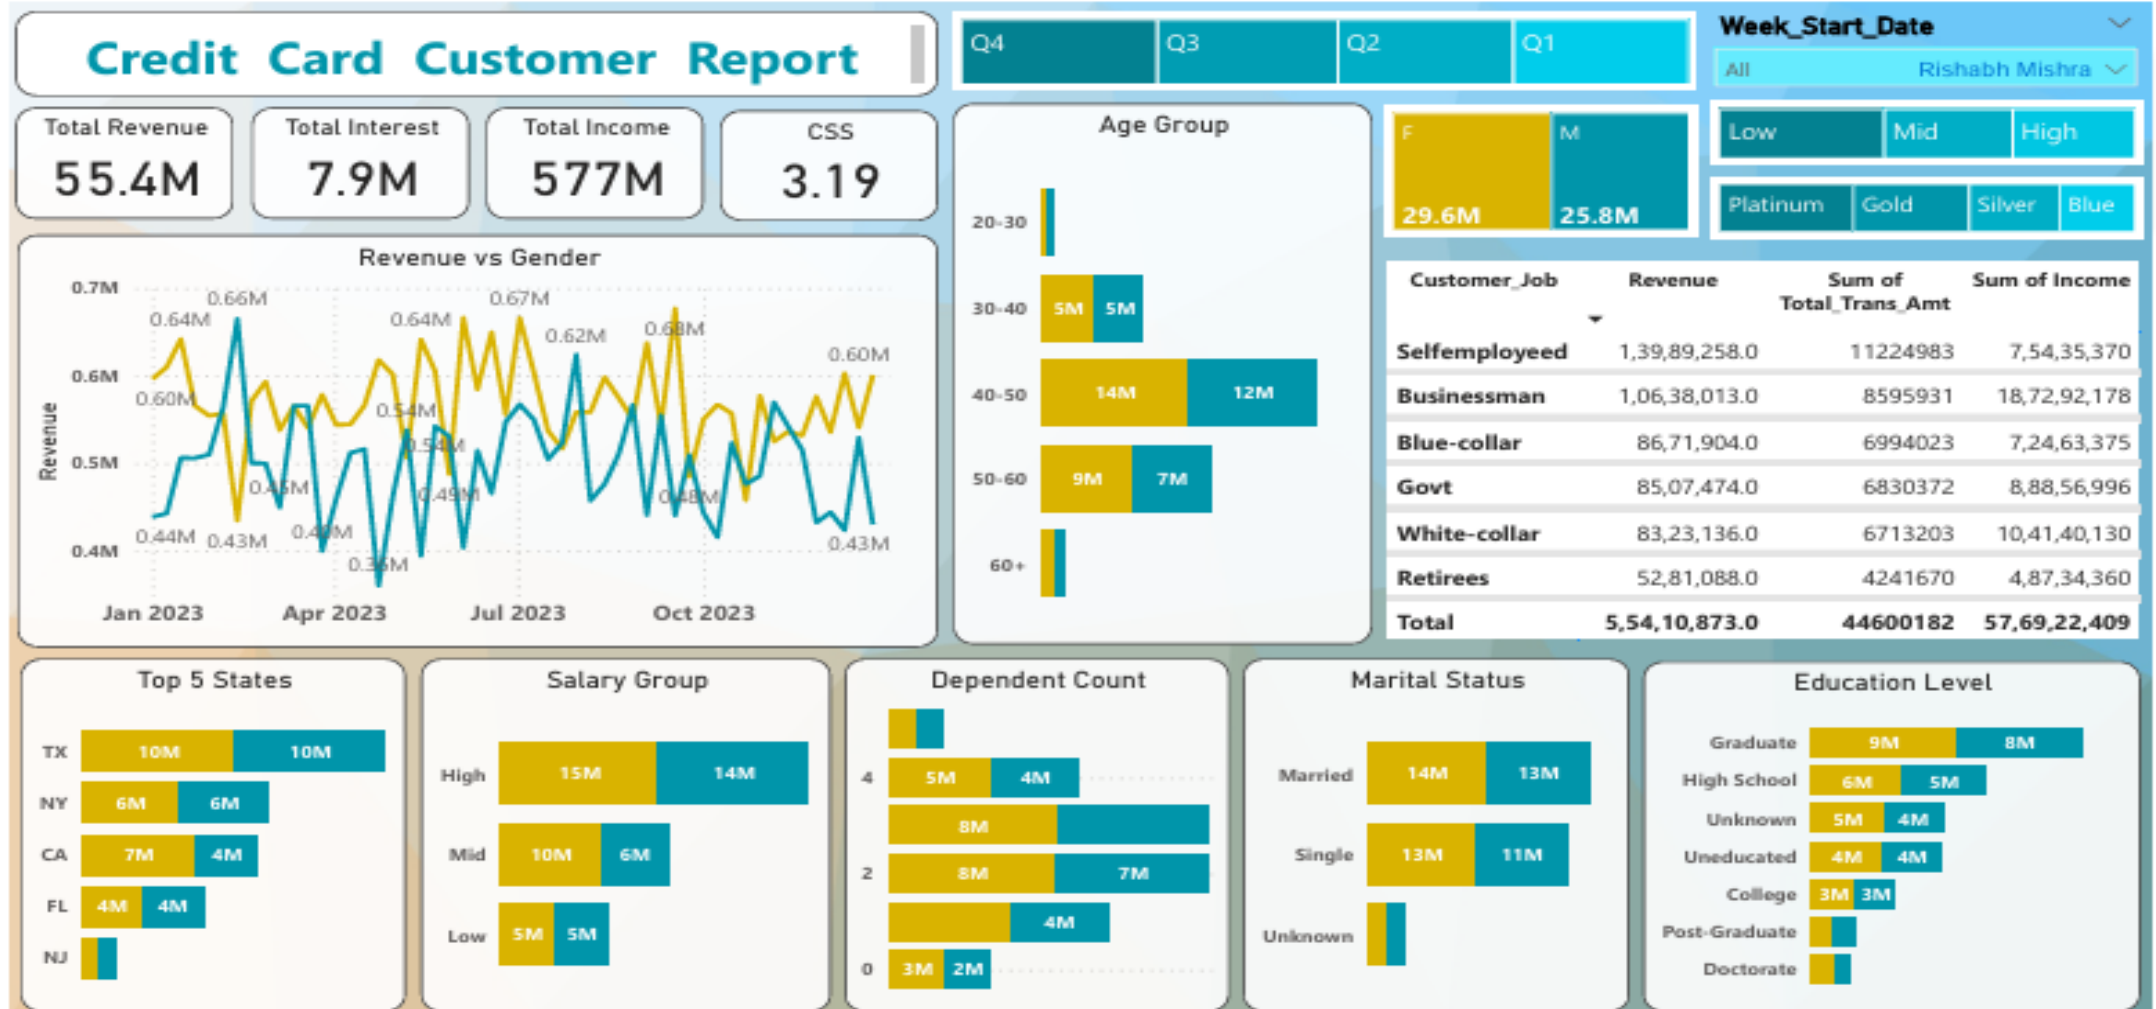 Credit Card Customer Report
Q4 Q3 Q2 Q1
Week_Start_Date
All Rishabh Mishra
Total Revenue
55.4M
Total Interest
7.9M
Total Income
577M
CSS
3.19
Low Mid High
Platinum Gold Silver Blue
F
29.6M
M
25.8M
Revenue vs Gender
Revenue
0.7M
0.6M
0.5M
0.4M
0.66M
0.67M
0.64M
0.64M
0.62M
0.68M
0.60M
0.60M
0.54M
0.54M
0.45M
0.49M
0.48M
0.44M
0.43M
0.43M
Jan 2023 Apr 2023 Jul 2023 Oct 2023
Age Group
20-30
30-40 5M 5M
40-50 14M 12M
50-60 9M 7M
60+
Customer_Job Revenue Sum of Total_Trans_Amt Sum of Income
Selfemployeed 1,39,89,258.0 11224983 7,54,35,370
Businessman 1,06,38,013.0 8595931 18,72,92,178
Blue-collar 86,71,904.0 6994023 7,24,63,375
Govt 85,07,474.0 6830372 8,88,56,996
White-collar 83,23,136.0 6713203 10,41,40,130
Retirees 52,81,088.0 4241670 4,87,34,360
Total 5,54,10,873.0 44600182 57,69,22,409
Top 5 States
TX 10M 10M
NY 6M 6M
CA 7M 4M
FL 4M 4M
NJ
Salary Group
High 15M 14M
Mid 10M 6M
Low 5M 5M
Dependent Count
4 5M 4M
8M
2 8M 7M
4M
0 3M 2M
Marital Status
Married 14M 13M
Single 13M 11M
Unknown
Education Level
Graduate 9M 8M
High School 6M 5M
Unknown 5M 4M
Uneducated 4M 4M
College 3M 3M
Post-Graduate
Doctorate